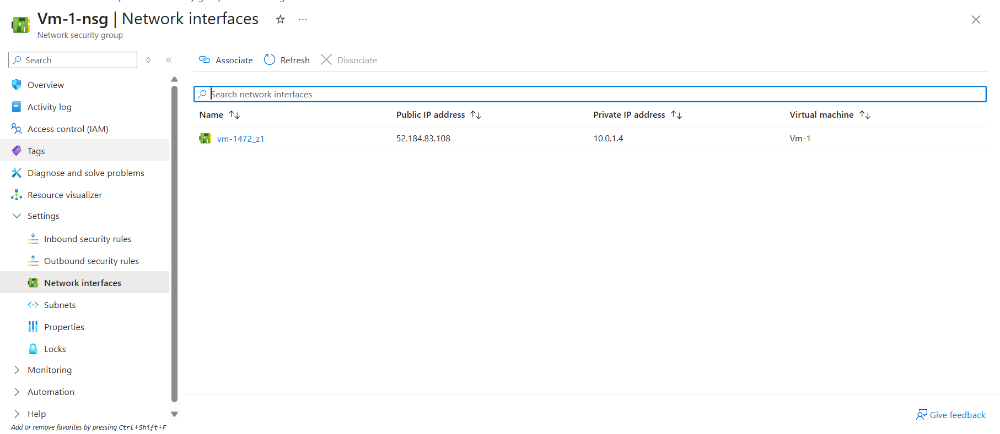 Vm-1-nsg | Network interfaces
Network security group
Search
Associate Refresh Dissociate
Overview
Activity log
Access control (IAM)
Tags
Diagnose and solve problems
Resource visualizer
Settings
Inbound security rules
Outbound security rules
Network interfaces
Subnets
Properties
Locks
Monitoring
Automation
Help
Add or remove favorites by pressing Ctrl+Shift+F
Search network interfaces
Name Public IP address Private IP address Virtual machine
vm-1472_z1 52.184.83.108 10.0.1.4 Vm-1
Give feedback